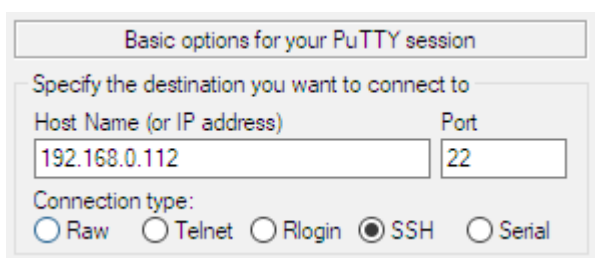 Basic options for your PuTTY session
Specify the destination you want to connect to
Host Name (or IP address) Port
192.168.0.112 22
Connection type:
Raw Telnet Rlogin SSH Serial